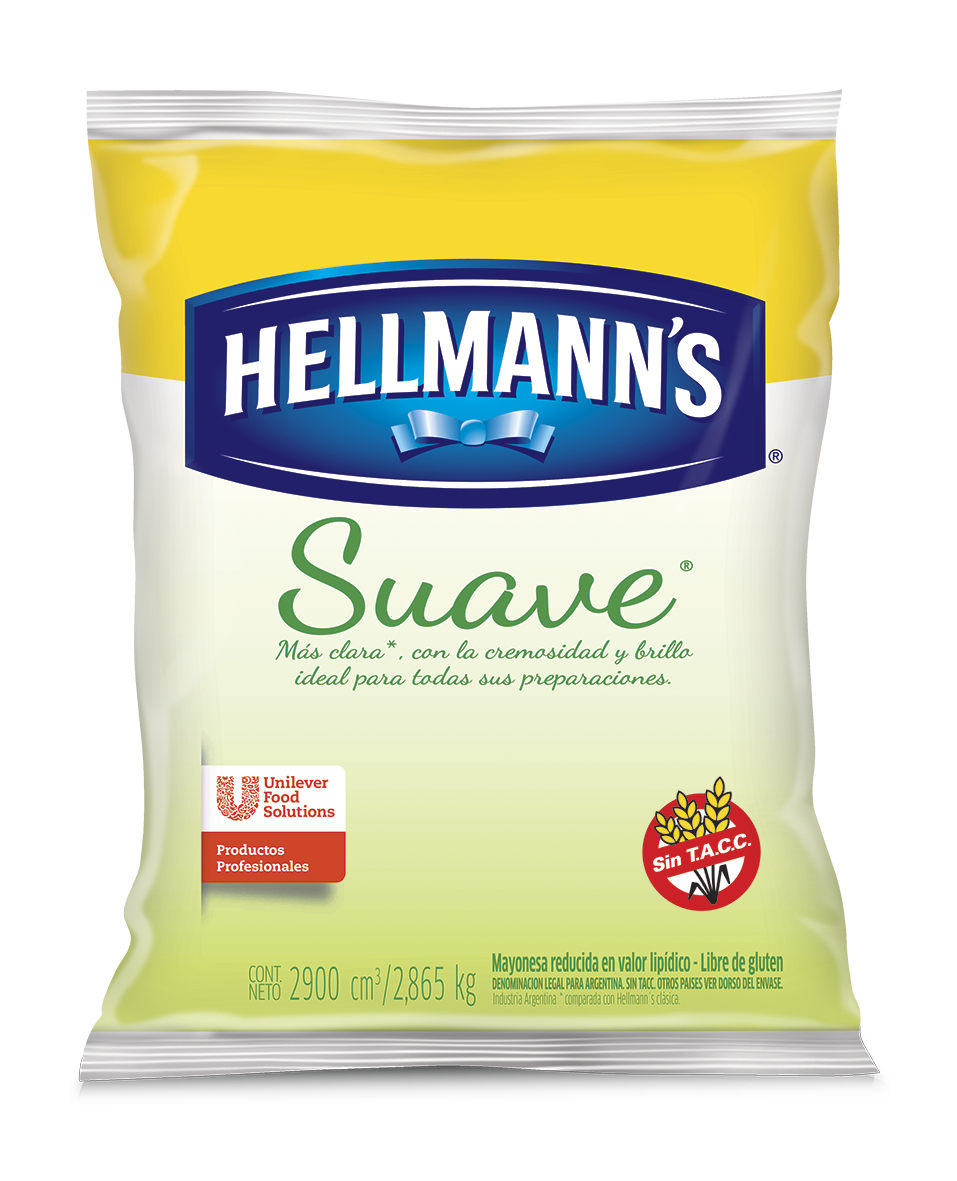 HELLMANN'S
®
Suave®
Más clara*, con la cremosidad y brillo
ideal para todas sus preparaciones.
Unilever
Food
Solutions
Productos
Profesionales
Sin T.A.C.C.
CONT.
NETO 2900 cm³/2,865 kg
Mayonesa reducida en valor lipídico - Libre de gluten
DENOMINACION LEGAL PARA ARGENTINA. SIN TACC. OTROS PAISES VER DORSO DEL ENVASE.
Industria Argentina * comparada con Hellmann´s clásica.